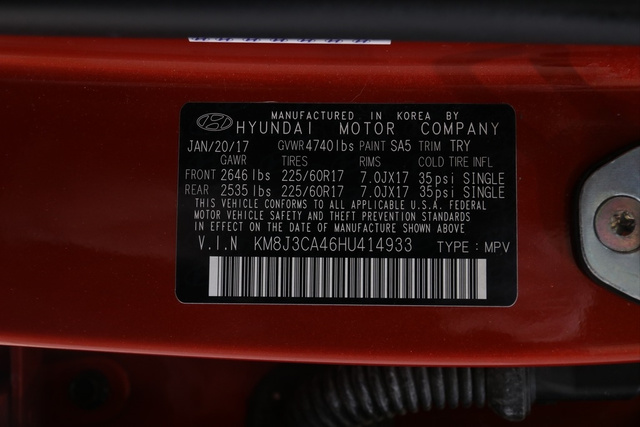 MANUFACTURED IN KOREA BY
HYUNDAI MOTOR COMPANY
JAN/20/17 GVWR 4740lbs PAINT SA5 TRIM TRY
GAWR TIRES RIMS COLD TIRE INFL
FRONT 2646 lbs 225/60R17 7.0JX17 35psi SINGLE
REAR 2535 lbs 225/60R17 7.0JX17 35psi SINGLE
THIS VEHICLE CONFORMS TO ALL APPLICABLE U.S.A. FEDERAL
MOTOR VEHICLE SAFETY AND THEFT PREVENTION STANDARDS
IN EFFECT ON THE DATE OF MANUFACTURE SHOWN ABOVE
V.I.N KM8J3CA46HU414933 TYPE: MPV